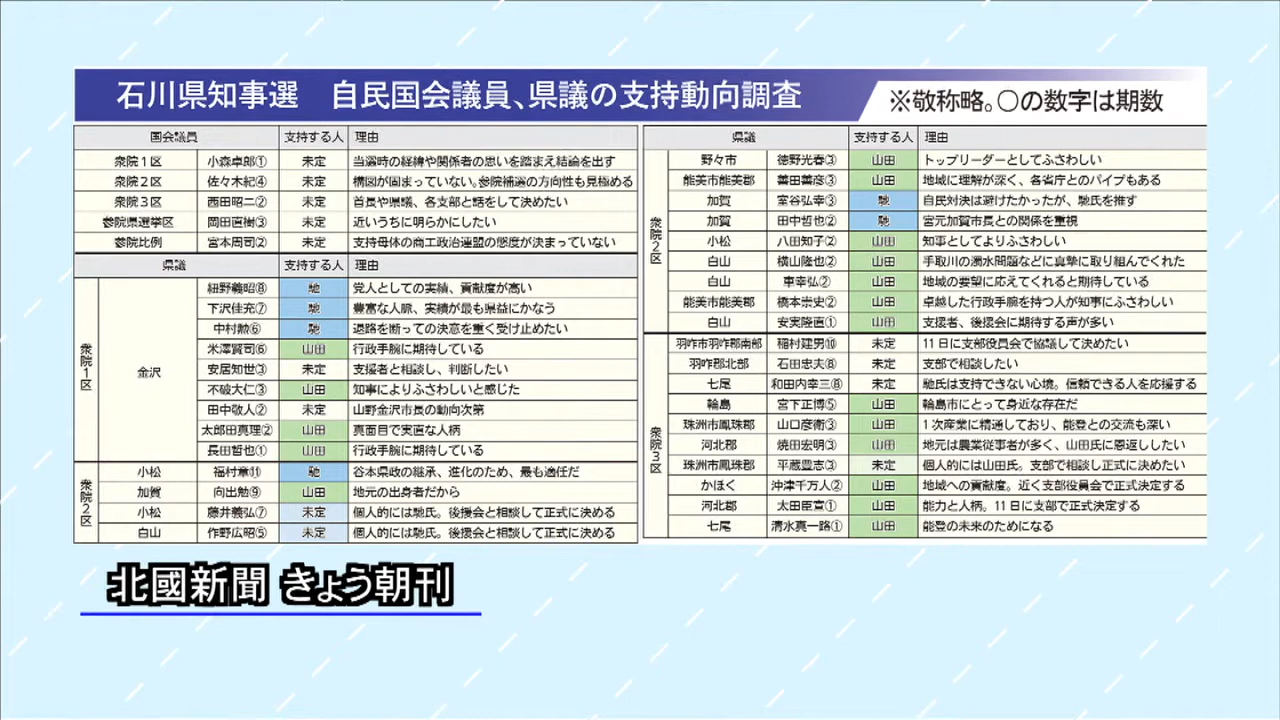 石川県知事選 自民国会議員、県議の支持動向調査
※敬称略。○の数字は期数
国会議員 支持する人 理由
衆院1区 小森卓郎① 未定 当選時の経緯や関係者の思いを踏まえ結論を出す
衆院2区 佐々木紀④ 未定 構図が固まっていない。参院補選の方向性も見極める
衆院3区 西田昭二② 未定 首長や県議、各支部と話をして決めたい
参院県選挙区 岡田直樹③ 未定 近いうちに明らかにしたい
参院比例 宮本周司② 未定 支持母体の商工政治連盟の態度が決まっていない
県議 支持する人 理由
衆院1区
金沢
紐野義昭⑧ 馳 党人としての実績、貢献度が高い
下沢佳充⑦ 馳 豊富な人脈、実績が最も県益にかなう
中村勲⑥ 馳 退路を断っての決意を重く受け止めたい
米澤賢司⑥ 山田 行政手腕に期待している
安居知世③ 未定 支援者と相談し、判断したい
不破大仁③ 山田 知事によりふさわしいと感じた
田中敬人② 未定 山野金沢市長の動向次第
太郎田真理② 山田 真面目で実直な人柄
長田哲也① 山田 行政手腕に期待している
衆院2区
小松 福村章⑪ 馳 谷本県政の継承、進化のため、最も適任だ
加賀 向出勉⑨ 山田 地元の出身者だから
小松 藤井義弘⑦ 未定 個人的には馳氏。後援会と相談して正式に決める
白山 作野広昭⑤ 未定 個人的には馳氏。後援会と相談して正式に決める
県議 支持する人 理由
衆院2区
野々市 徳野光春③ 山田 トップリーダーとしてふさわしい
能美市能美郡 善田善彦③ 山田 地域に理解が深く、各省庁とのパイプもある
加賀 室谷弘幸③ 馳 自民対決は避けたかったが、馳氏を推す
加賀 田中哲也② 馳 宮元加賀市長との関係を重視
小松 八田知子② 山田 知事としてよりふさわしい
白山 横山隆也② 山田 手取川の濁水問題などに真摯に取り組んでくれた
白山 車幸弘② 山田 地域の要望に応えてくれると期待している
能美市能美郡 橋本崇史② 山田 卓越した行政手腕を持つ人が知事にふさわしい
白山 安実隆直① 山田 支援者、後援会に期待する声が多い
衆院3区
羽咋市羽咋郡南部 稲村建男⑩ 未定 11日に支部役員会で協議して決めたい
羽咋郡北部 石田忠夫⑧ 未定 支部で相談したい
七尾 和田内幸三⑧ 未定 馳氏は支持できない心境。信頼できる人を応援する
輪島 宮下正博⑤ 山田 輪島市にとって身近な存在だ
珠洲市鳳珠郡 山口彦衛③ 山田 1次産業に精通しており、能登との交流も深い
河北郡 焼田宏明③ 山田 地元は農業従事者が多く、山田氏に恩返ししたい
珠洲市鳳珠郡 平蔵豊志③ 未定 個人的には山田氏。支部で相談し正式に決めたい
かほく 沖津千万人② 山田 地域への貢献度。近く支部役員会で正式決定する
河北郡 太田臣宣① 山田 能力と人柄。11日に支部で正式決定する
七尾 清水真一路① 山田 能登の未来のためになる
北國新聞 きょう朝刊